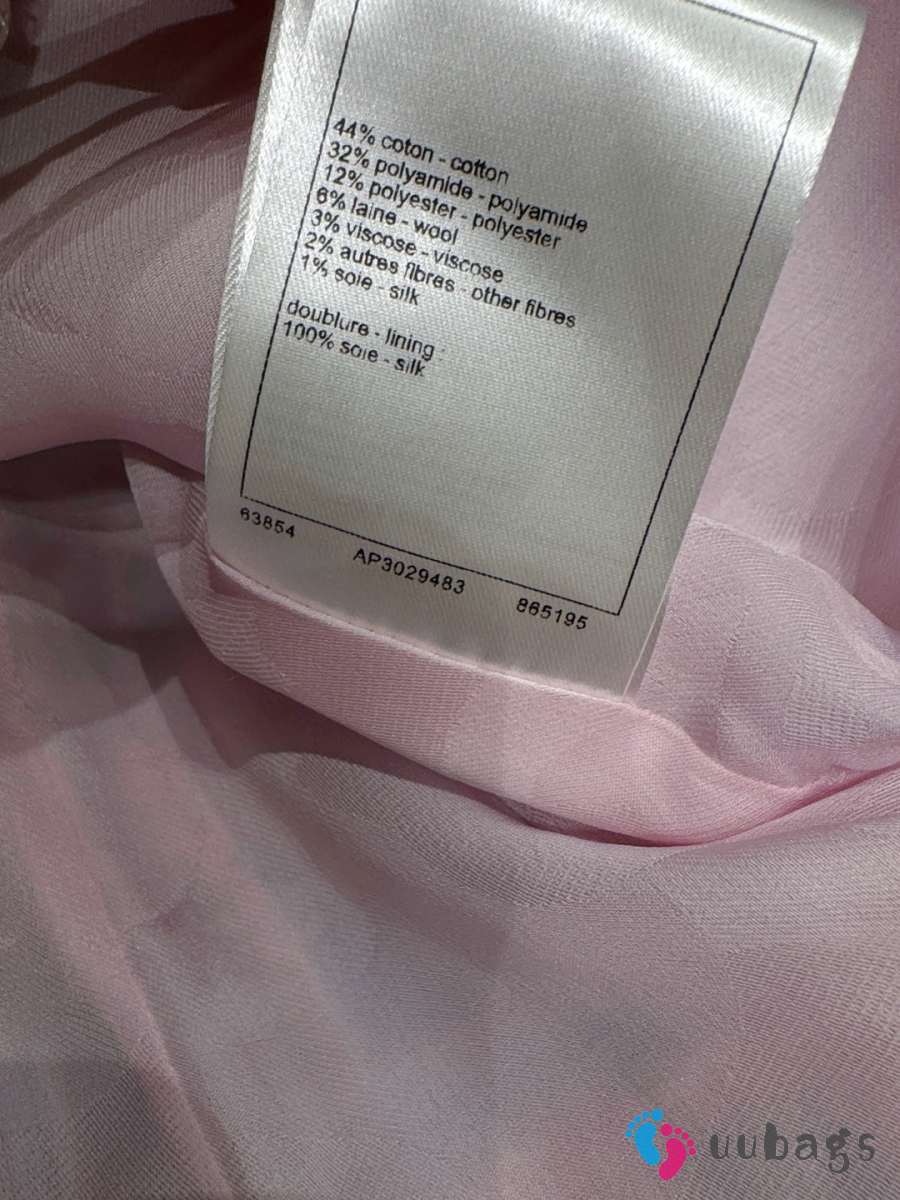 44% coton - cotton
32% polyamide - polyamide
12% polyester - polyester
6% laine - wool
3% viscose - viscose
2% autres fibres - other fibres
1% soie - silk
doublure - lining :
100% soie - silk
63854 AP3029483 865195
uubags